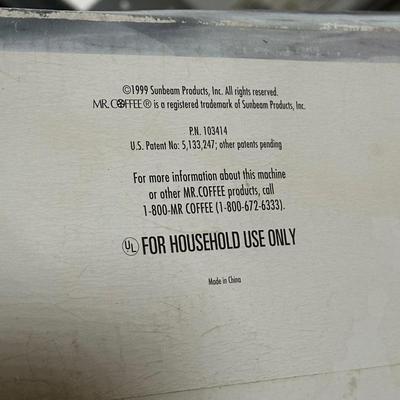 ©1999 Sunbeam Products, Inc. All rights reserved.
MR. COFFEE® is a registered trademark of Sunbeam Products, Inc.
P.N. 103414
U.S. Patent No: 5,133,247; other patents pending
For more information about this machine
or other MR.COFFEE products, call
1-800-MR COFFEE (1-800-672-6333).
UL FOR HOUSEHOLD USE ONLY
Made in China